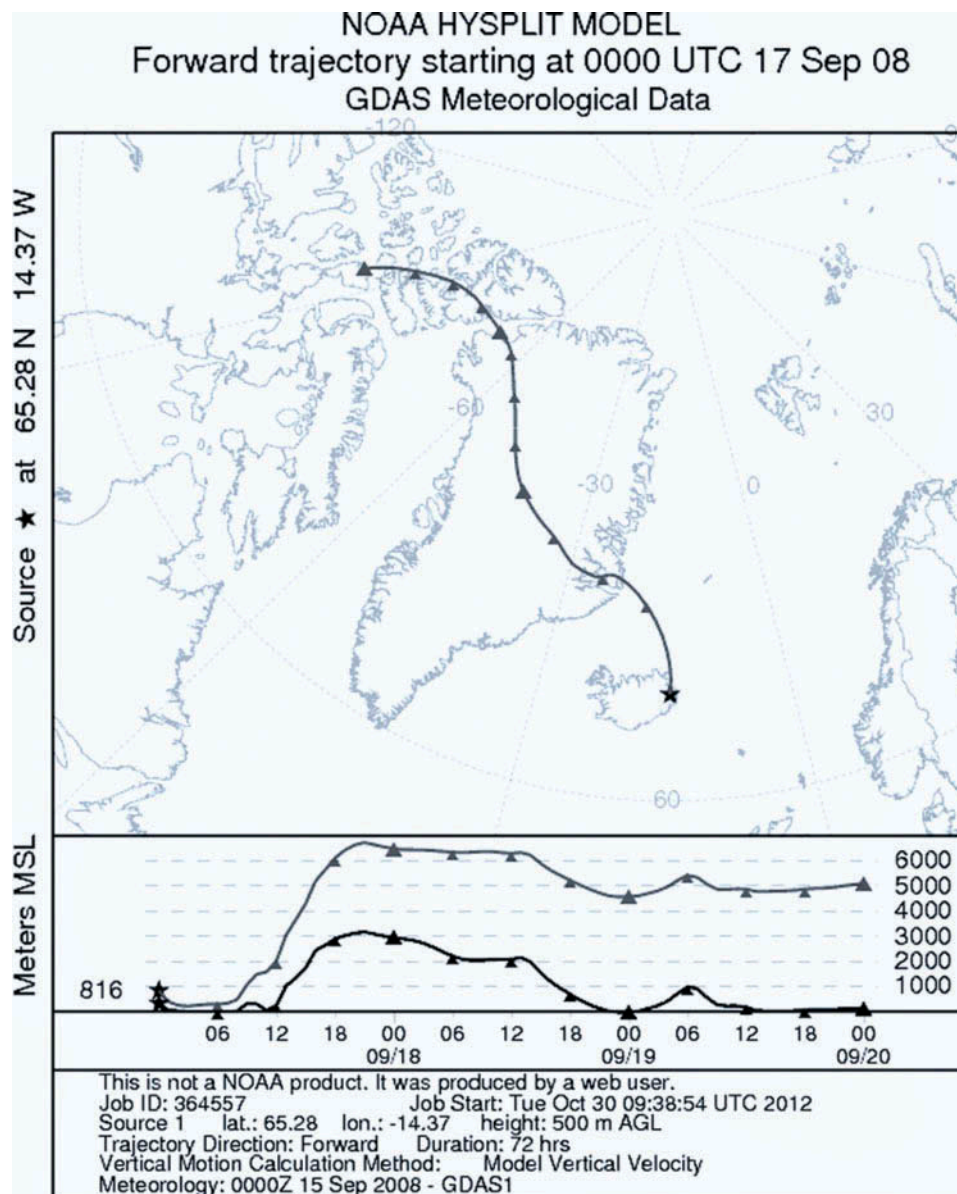 NOAA HYSPLIT MODEL
Forward trajectory starting at 0000 UTC 17 Sep 08
GDAS Meteorological Data
Source ★ at 65.28 N 14.37 W
-120
-60
-30
0
30
60
Meters MSL
816
6000
5000
4000
3000
2000
1000
06 12 18 00 06 12 18 00 06 12 18 00
09/18 09/19 09/20
This is not a NOAA product. It was produced by a web user.
Job ID: 364557 Job Start: Tue Oct 30 09:38:54 UTC 2012
Source 1 lat.: 65.28 lon.: -14.37 height: 500 m AGL
Trajectory Direction: Forward Duration: 72 hrs
Vertical Motion Calculation Method: Model Vertical Velocity
Meteorology: 0000Z 15 Sep 2008 - GDAS1